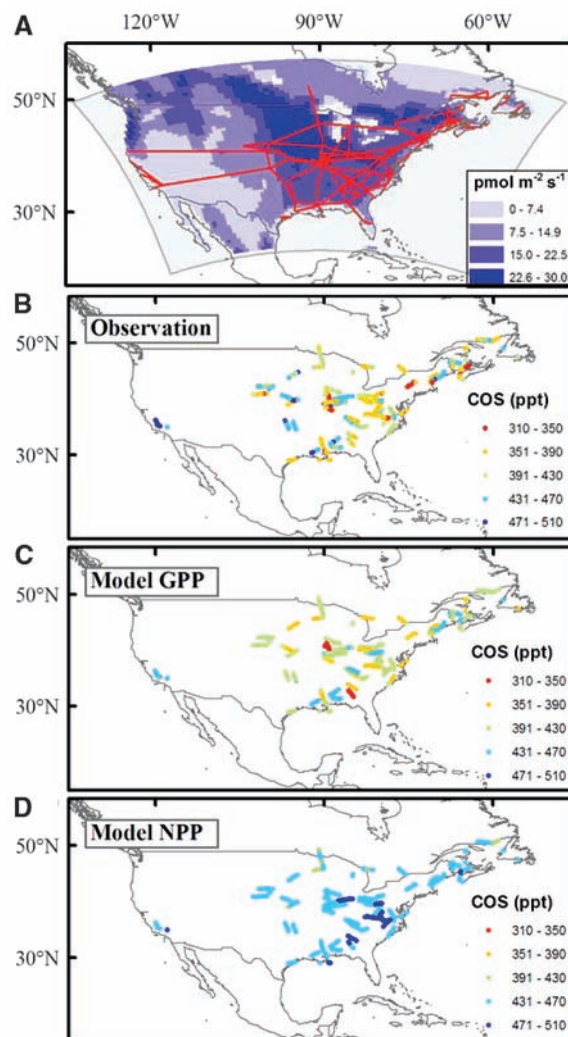 A
120°W 90°W 60°W
50°N
30°N
pmol m⁻² s⁻¹
0 - 7.4
7.5 - 14.9
15.0 - 22.5
22.6 - 30.0
B
Observation
50°N
30°N
COS (ppt)
310 - 350
351 - 390
391 - 430
431 - 470
471 - 510
C
Model GPP
50°N
30°N
COS (ppt)
310 - 350
351 - 390
391 - 430
431 - 470
471 - 510
D
Model NPP
50°N
30°N
COS (ppt)
310 - 350
351 - 390
391 - 430
431 - 470
471 - 510